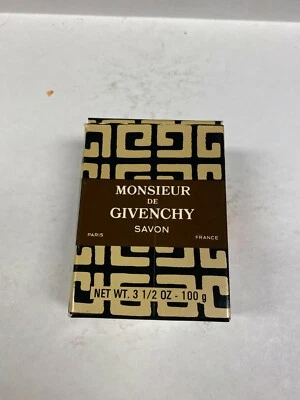 MONSIEUR
DE
GIVENCHY
SAVON
PARIS FRANCE
NET WT. 3 1/2 OZ - 100 g